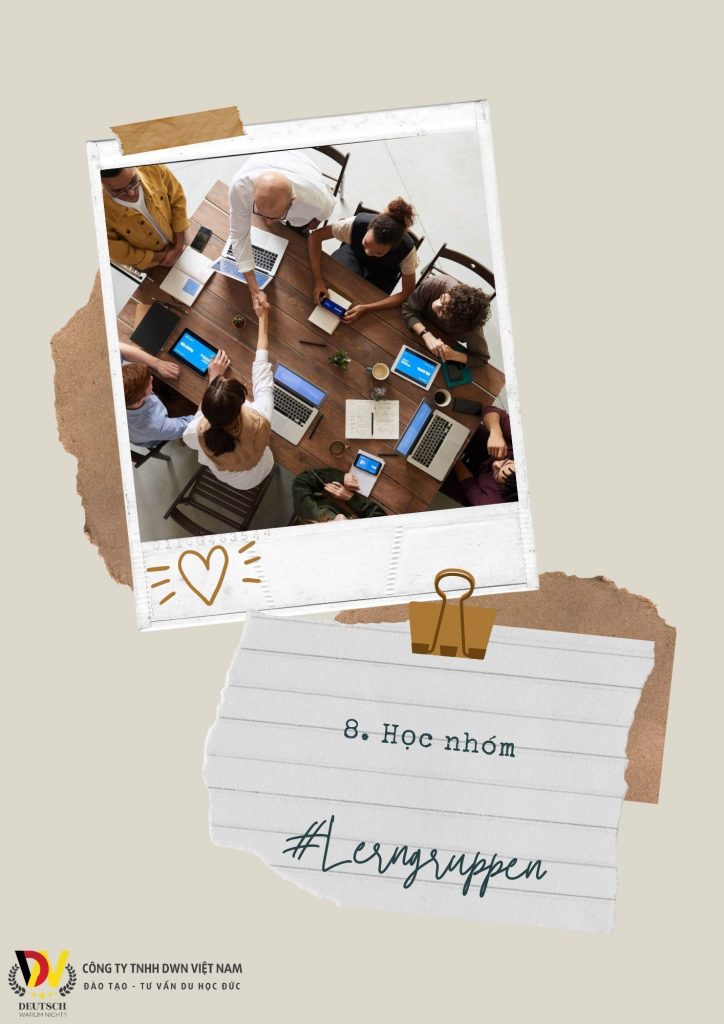 8. Học nhóm
#Lerngruppen
DEUTSCH
WARUM NICHT?
CÔNG TY TNHH DWN VIỆT NAM
ĐÀO TẠO - TƯ VẤN DU HỌC ĐỨC